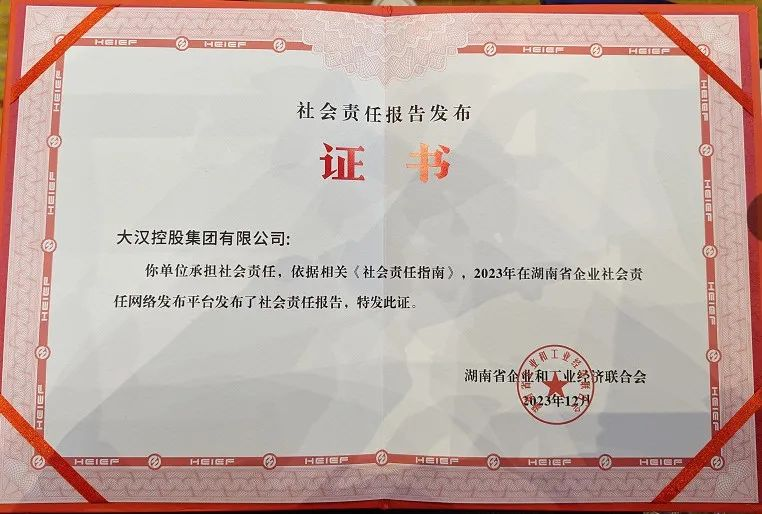 社会责任报告发布
证 书
大汉控股集团有限公司:
你单位承担社会责任，依据相关《社会责任指南》，2023年在湖南省企业社会责
任网络发布平台发布了社会责任报告，特发此证。
湖南省企业和工业经济联合会
2023年12月
HEIEF